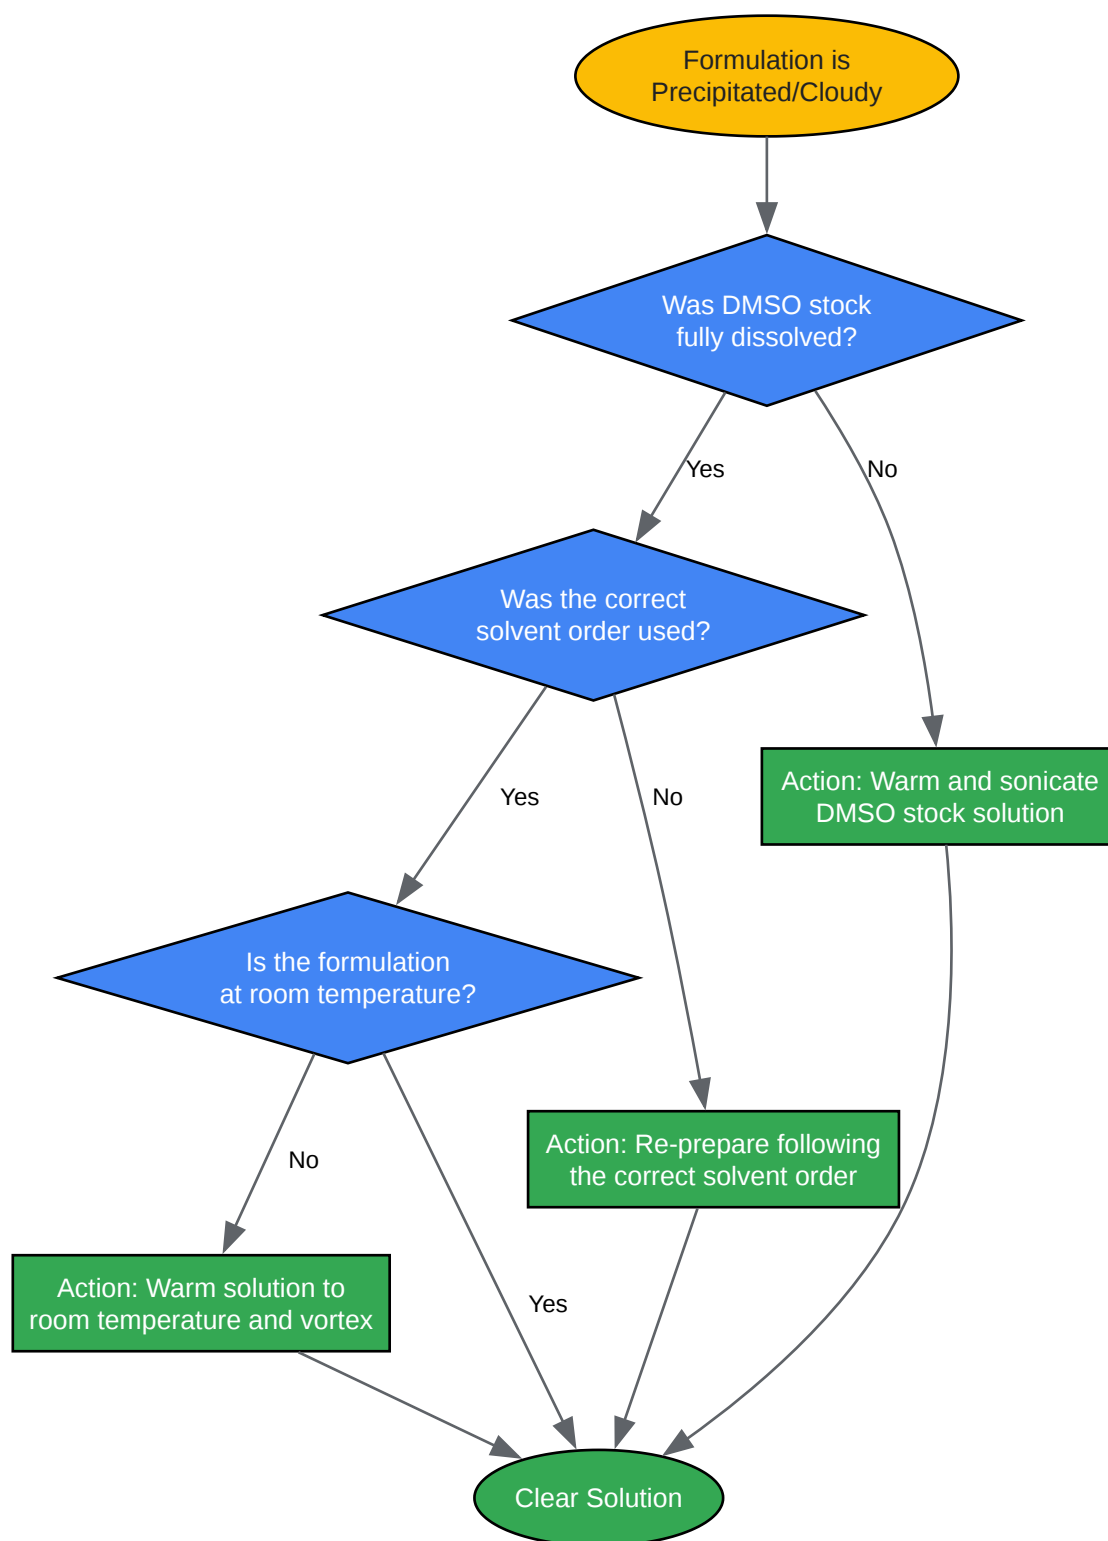 Formulation is
Precipitated/Cloudy
Was DMSO stock
fully dissolved?
Yes
No
Was the correct
solvent order used?
Yes
No
Action: Warm and sonicate
DMSO stock solution
Is the formulation
at room temperature?
No
Action: Re-prepare following
the correct solvent order
Action: Warm solution to
room temperature and vortex
Yes
Clear Solution